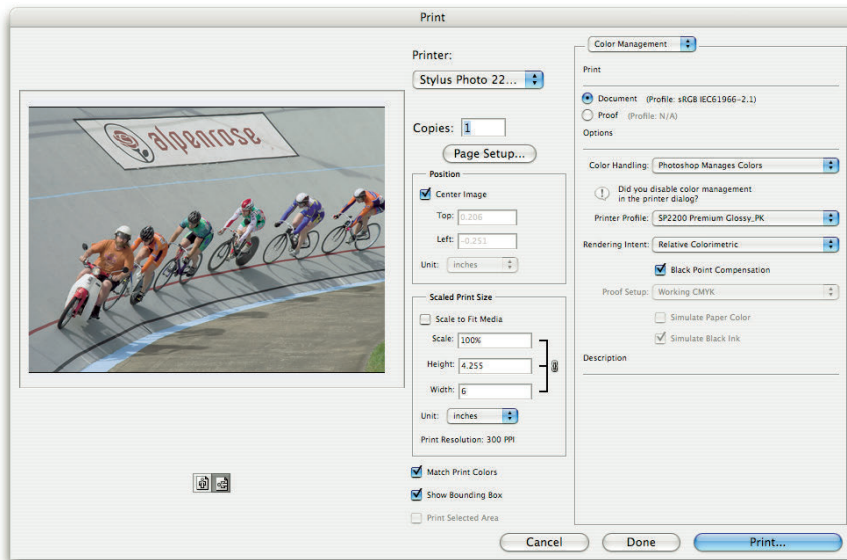 Print
alpenrose
Printer:
Stylus Photo 22...
Copies: 1
Page Setup...
Position
Center Image
Top: 0.206
Left: -0.251
Unit: inches
Scaled Print Size
Scale to Fit Media
Scale: 100%
Height: 4.255
Width: 6
Unit: inches
Print Resolution: 300 PPI
Match Print Colors
Show Bounding Box
Print Selected Area
Color Management
Print
Document (Profile: sRGB IEC61966-2.1)
Proof (Profile: N/A)
Options
Color Handling: Photoshop Manages Colors
Did you disable color management
in the printer dialog?
Printer Profile: SP2200 Premium Glossy_PK
Rendering Intent: Relative Colorimetric
Black Point Compensation
Proof Setup: Working CMYK
Simulate Paper Color
Simulate Black Ink
Description
Cancel Done Print...